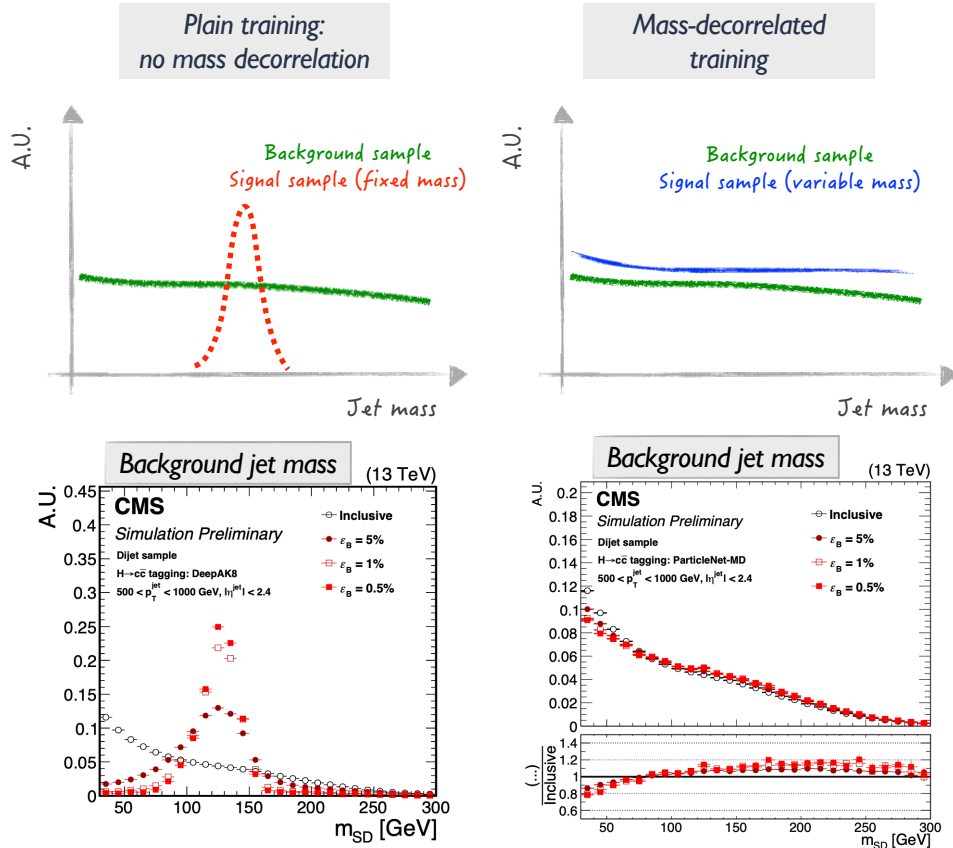 Plain training:
no mass decorrelation
Mass-decorrelated
training
A.U.
Background sample
Signal sample (fixed mass)
Jet mass
A.U.
Background sample
Signal sample (variable mass)
Jet mass
Background jet mass
(13 TeV)
A.U.
0.45
0.4
0.35
0.3
0.25
0.2
0.15
0.1
0.05
0
CMS
Simulation Preliminary
Dijet sample
H→cc̅ tagging: DeepAK8
500 < p_T^jet < 1000 GeV, |η^jet| < 2.4
Inclusive
ε_B = 5%
ε_B = 1%
ε_B = 0.5%
50 100 150 200 250 300
m_SD [GeV]
Background jet mass
(13 TeV)
A.U.
0.2
0.18
0.16
0.14
0.12
0.1
0.08
0.06
0.04
0.02
0
CMS
Simulation Preliminary
Dijet sample
H→cc̅ tagging: ParticleNet-MD
500 < p_T^jet < 1000 GeV, |η^jet| < 2.4
Inclusive
ε_B = 5%
ε_B = 1%
ε_B = 0.5%
(...)
Inclusive
1.4
1.2
1
0.8
0.6
50 100 150 200 250 300
m_SD [GeV]